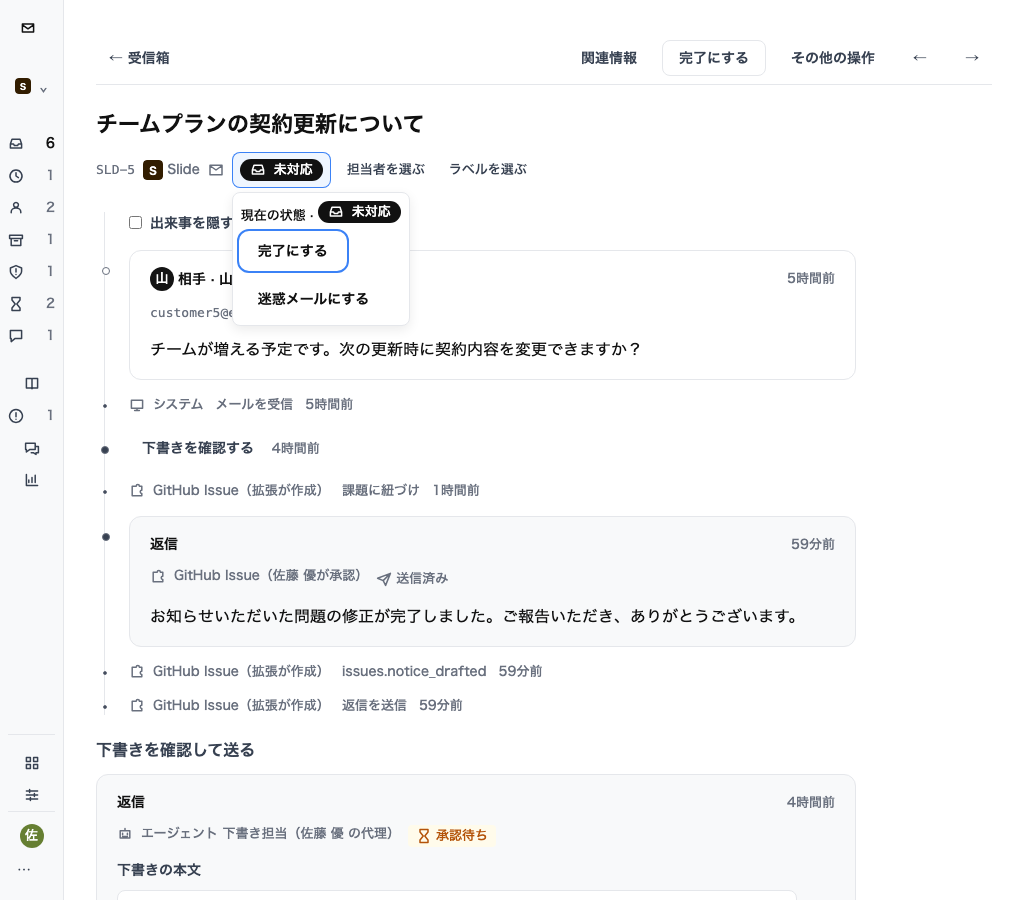 ← 受信箱
関連情報
完了にする
その他の操作
←
→
S
チームプランの契約更新について
SLD-5 S Slide 未対応 担当者を選ぶ ラベルを選ぶ
6
1
2
1
1
2
1
1
現在の状態 · 未対応
完了にする
迷惑メールにする
出来事を隠す
山 相手 · 山
5時間前
customer5@e
チームが増える予定です。次の更新時に契約内容を変更できますか？
システム メールを受信 5時間前
下書きを確認する 4時間前
GitHub Issue（拡張が作成） 課題に紐づけ 1時間前
返信
59分前
GitHub Issue（佐藤 優が承認） 送信済み
お知らせいただいた問題の修正が完了しました。ご報告いただき、ありがとうございます。
GitHub Issue（拡張が作成） issues.notice_drafted 59分前
GitHub Issue（拡張が作成） 返信を送信 59分前
下書きを確認して送る
返信
4時間前
エージェント 下書き担当（佐藤 優 の代理） 承認待ち
下書きの本文
佐
…